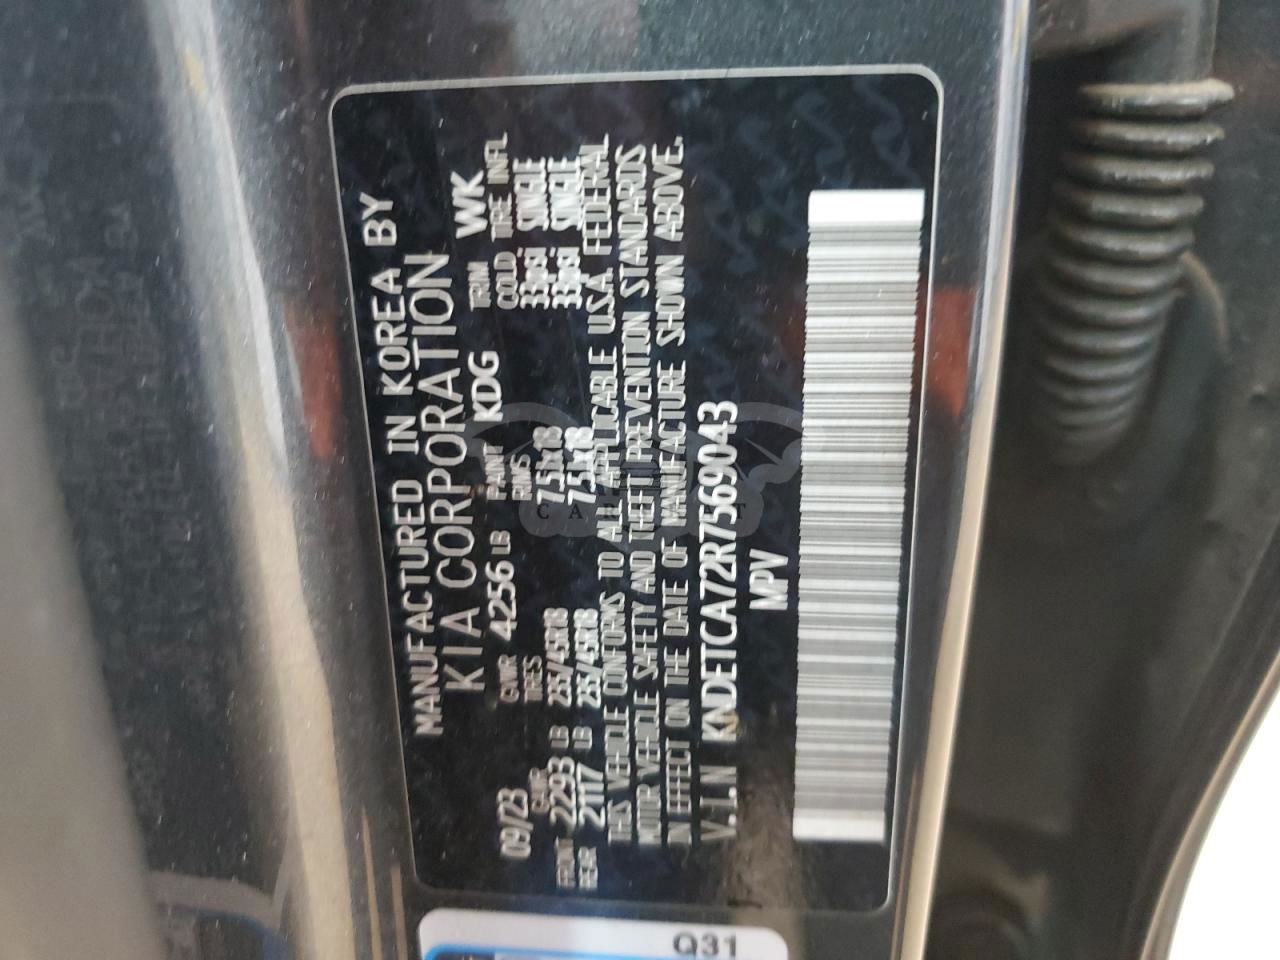 MANUFACTURED IN KOREA BY
KIA CORPORATION
09/23 GVWR 4256 LB PAINT KDG TRIM WK
GAWR TIRES RIMS COLD TIRE INFL
FRONT 2293 LB 235/45R18 7.5Jx18 33psi SINGLE
REAR 2117 LB 235/45R18 7.5Jx18 33psi SINGLE
THIS VEHICLE CONFORMS TO ALL APPLICABLE U.S.A. FEDERAL
MOTOR VEHICLE SAFETY AND THEFT PREVENTION STANDARDS
IN EFFECT ON THE DATE OF MANUFACTURE SHOWN ABOVE.
V.I.N KNDETCA72R7569043
MPV
Q31